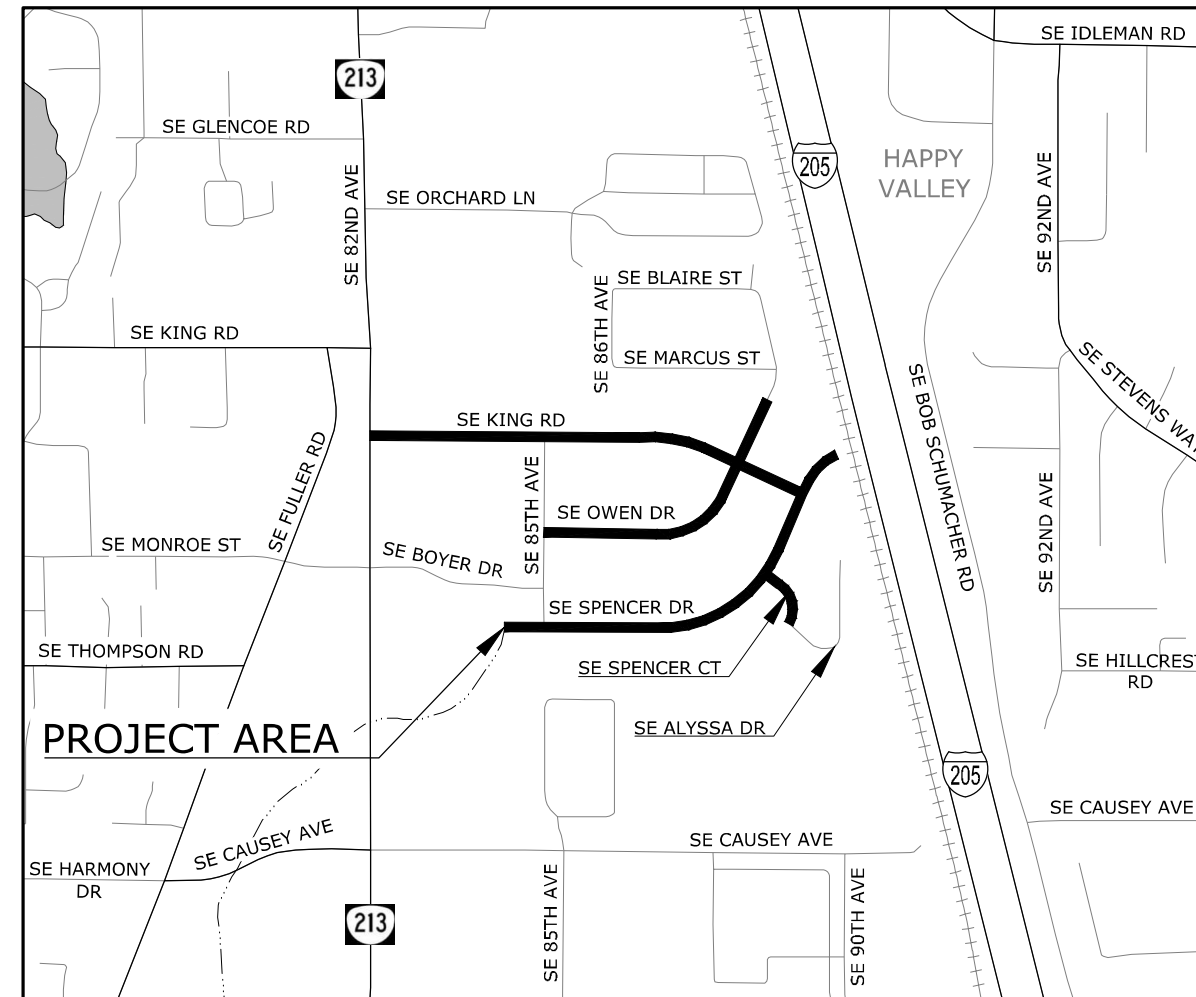 SE IDLEMAN RD
213
SE GLENCOE RD
205
HAPPY
VALLEY
SE 82ND AVE
SE ORCHARD LN
SE 92ND AVE
SE BLAIRE ST
SE 86TH AVE
SE KING RD
SE MARCUS ST
SE STEVENS WAY
SE BOB SCHUMACHER RD
SE KING RD
SE FULLER RD
SE 85TH AVE
SE OWEN DR
SE 92ND AVE
SE MONROE ST
SE BOYER DR
SE SPENCER DR
SE THOMPSON RD
SE SPENCER CT
SE HILLCREST
RD
SE ALYSSA DR
PROJECT AREA
205
SE CAUSEY AVE
SE CAUSEY AVE
SE CAUSEY AVE
SE HARMONY
DR
213
SE 85TH AVE
SE 90TH AVE